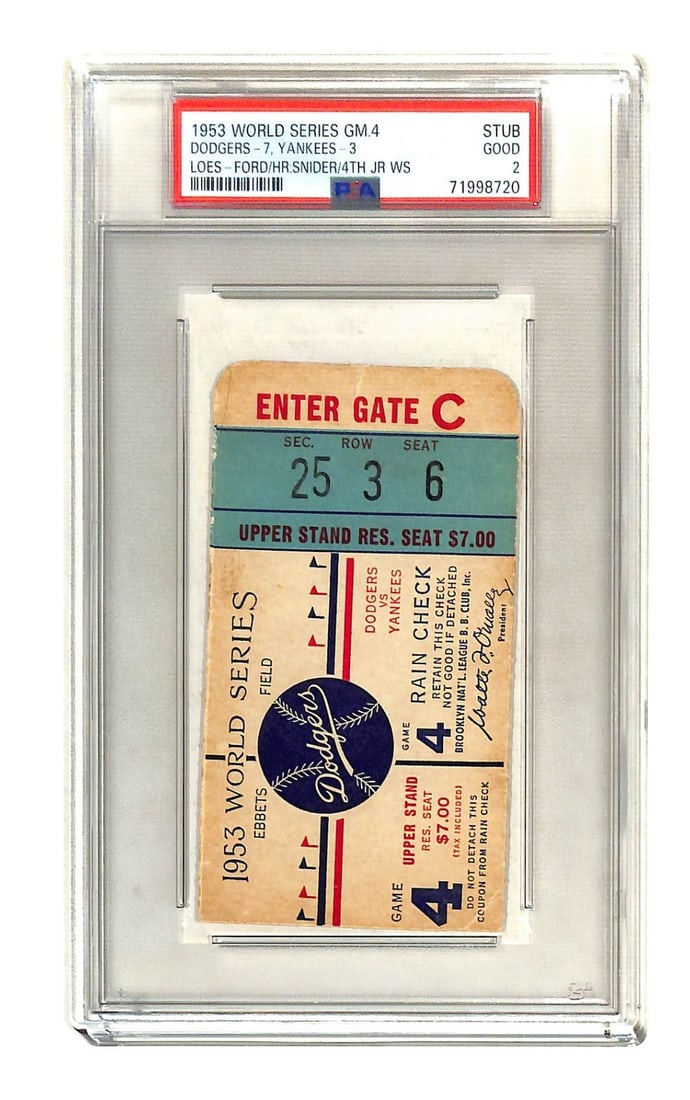 1953 WORLD SERIES GM.4 STUB
DODGERS - 7, YANKEES - 3 GOOD
LOES - FORD/HR.SNIDER/4TH JR WS 2
PSA 71998720
ENTER GATE C
SEC. ROW SEAT
25 3 6
UPPER STAND RES. SEAT $7.00
1953 WORLD SERIES
EBBETS FIELD
Dodgers
DODGERS
VS
YANKEES
GAME 4
RAIN CHECK
RETAIN THIS CHECK
NOT GOOD IF DETACHED
BROOKLYN NAT'L LEAGUE B. B. CLUB, Inc.
Walter F. O'Malley
President
GAME 4
UPPER STAND
RES. SEAT
$7.00
(TAX INCLUDED)
DO NOT DETACH THIS
COUPON FROM RAIN CHECK